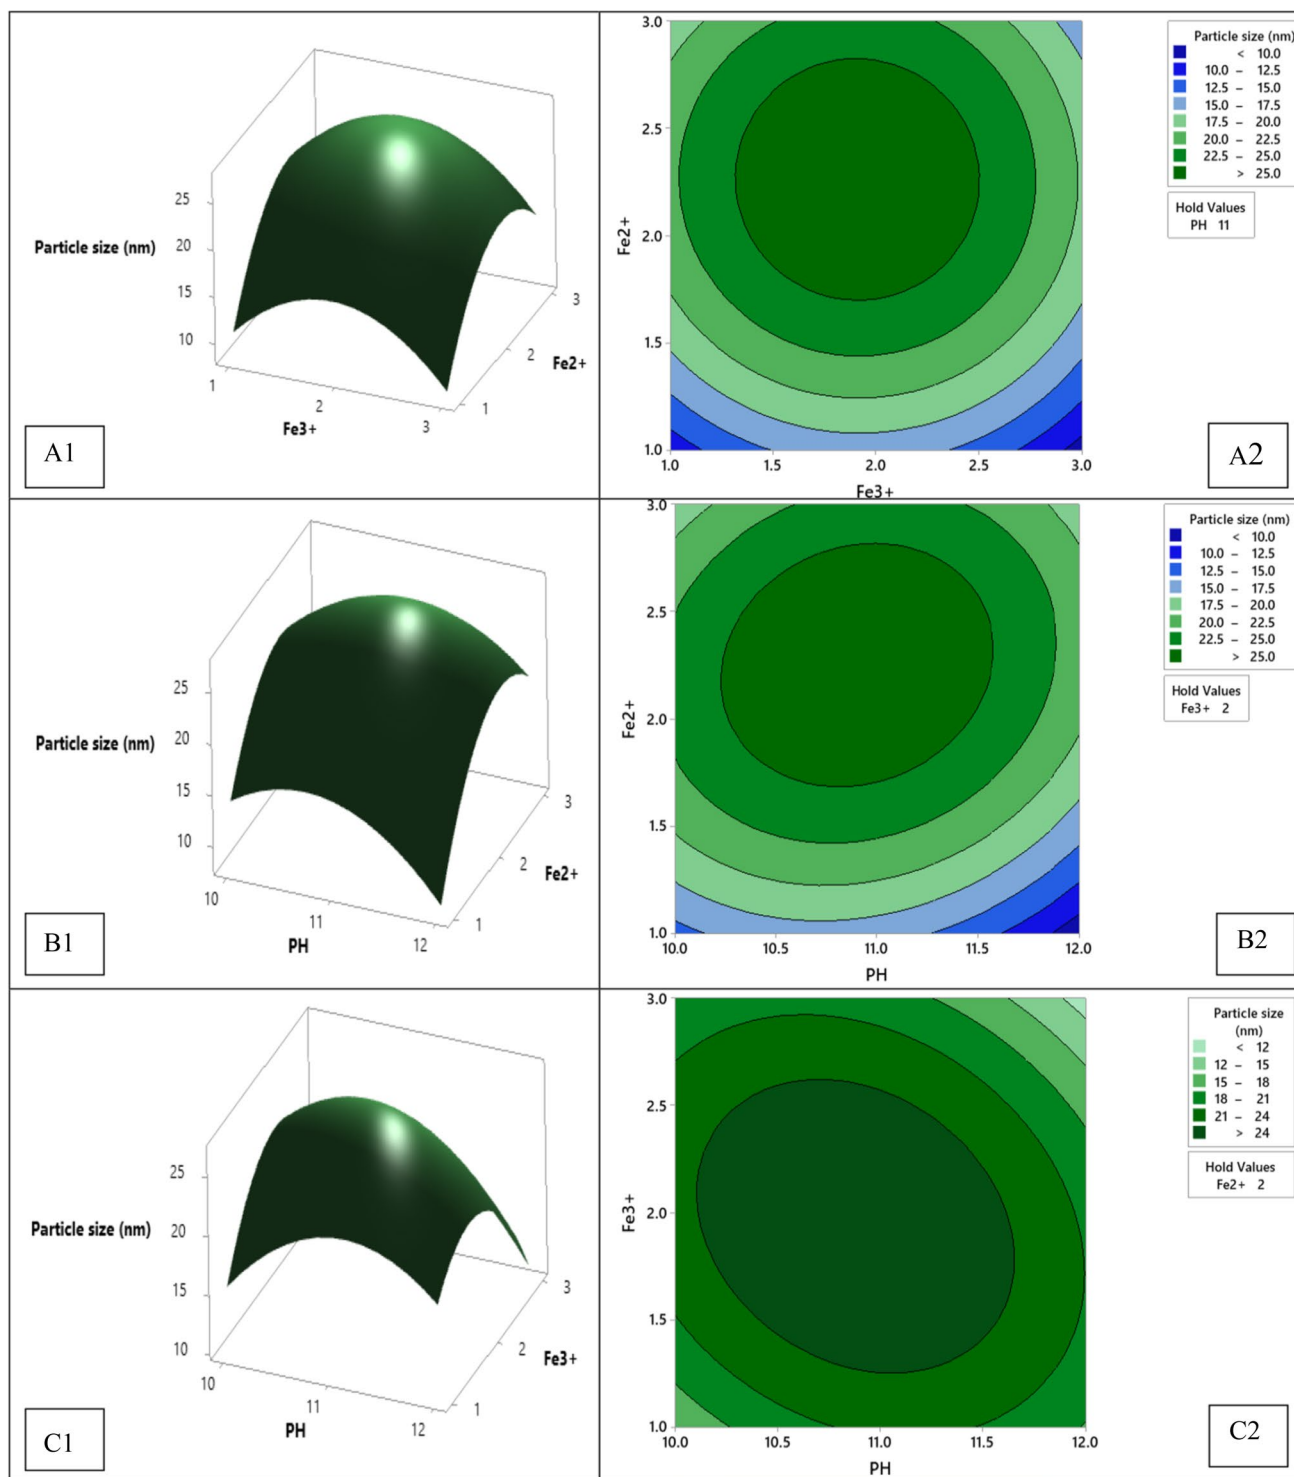 25
20
Particle size (nm)
15
10
1
2
3
Fe3+
1
2
3
Fe2+
A1
3.0
2.5
2.0
1.5
1.0
Fe2+
1.0 1.5 2.0 2.5 3.0
Fe3+
Particle size (nm)
< 10.0
10.0 – 12.5
12.5 – 15.0
15.0 – 17.5
17.5 – 20.0
20.0 – 22.5
22.5 – 25.0
> 25.0
Hold Values
PH 11
A2
25
20
Particle size (nm)
15
10
10
11
12
PH
1
2
3
Fe2+
B1
3.0
2.5
2.0
1.5
1.0
Fe2+
10.0 10.5 11.0 11.5 12.0
PH
Particle size (nm)
< 10.0
10.0 – 12.5
12.5 – 15.0
15.0 – 17.5
17.5 – 20.0
20.0 – 22.5
22.5 – 25.0
> 25.0
Hold Values
Fe3+ 2
B2
25
20
Particle size (nm)
15
10
10
11
12
PH
1
2
3
Fe3+
C1
3.0
2.5
2.0
1.5
1.0
Fe3+
10.0 10.5 11.0 11.5 12.0
PH
Particle size
(nm)
< 12
12 – 15
15 – 18
18 – 21
21 – 24
> 24
Hold Values
Fe2+ 2
C2